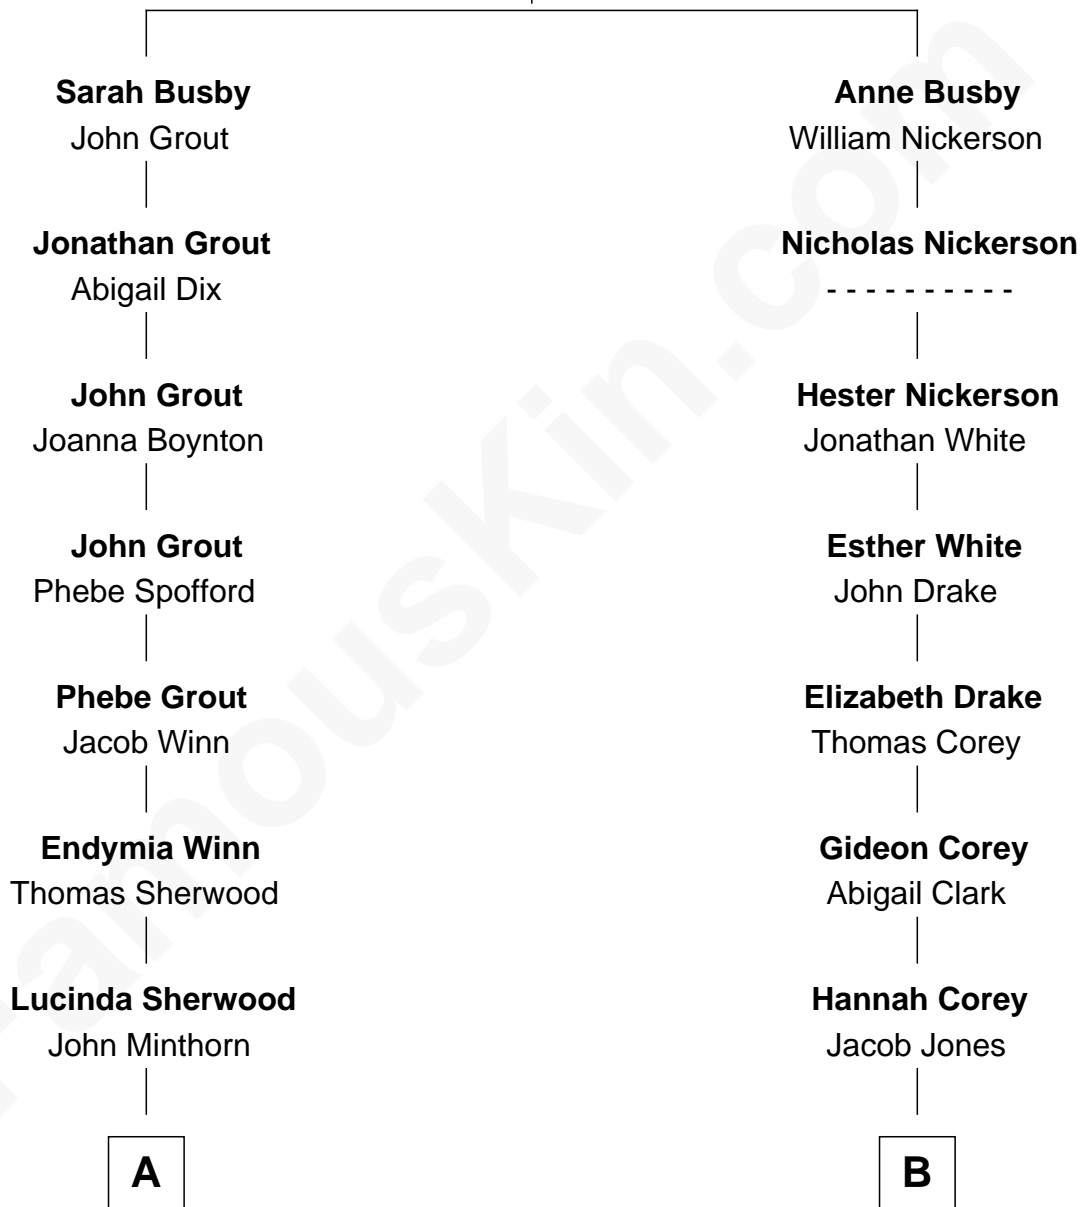 Sarah Busby
John Grout
Jonathan Grout
Abigail Dix
John Grout
Joanna Boynton
John Grout
Phebe Spofford
Phebe Grout
Jacob Winn
Endymia Winn
Thomas Sherwood
Lucinda Sherwood
John Minthorn
A
Anne Busby
William Nickerson
Nicholas Nickerson
- - - - - - - - - -
Hester Nickerson
Jonathan White
Esther White
John Drake
Elizabeth Drake
Thomas Corey
Gideon Corey
Abigail Clark
Hannah Corey
Jacob Jones
B
FamousKin.com